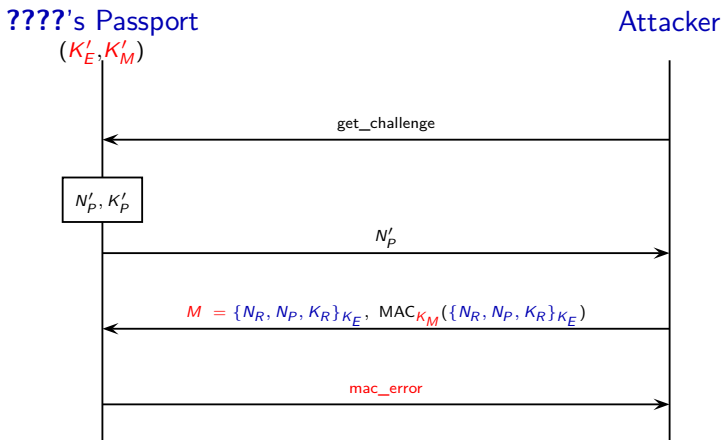 ????'s Passport
Attacker
(K′_E, K′_M)
get_challenge
N′_P, K′_P
N′_P
M = {N_R, N_P, K_R}_{K_E}, MAC_{K_M}({N_R, N_P, K_R}_{K_E})
mac_error